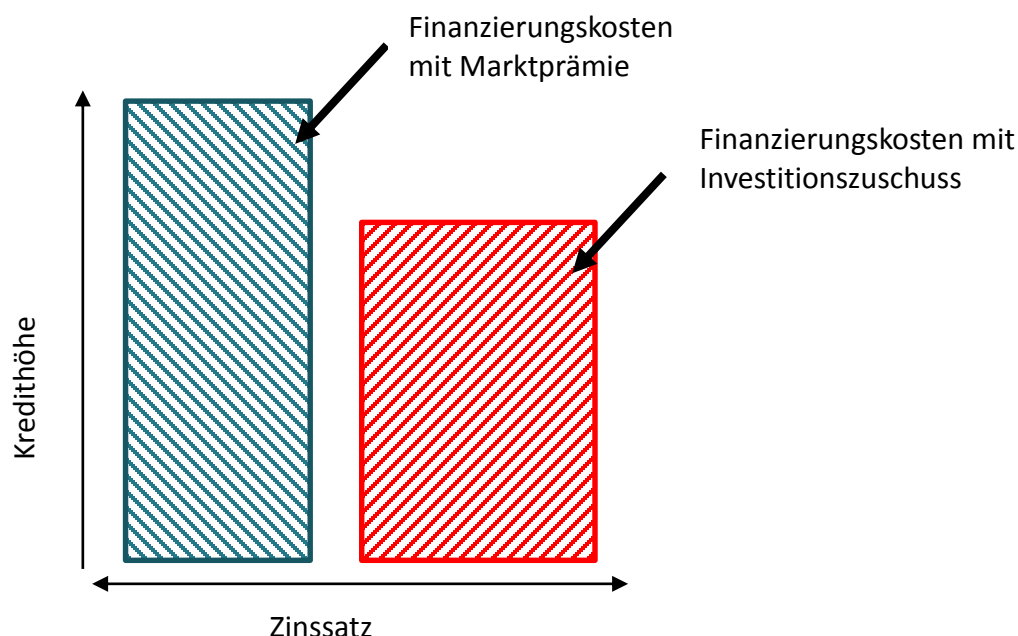 Finanzierungskosten
mit Marktprämie
Finanzierungskosten mit
Investitionszuschuss
Kredithöhe
Zinssatz